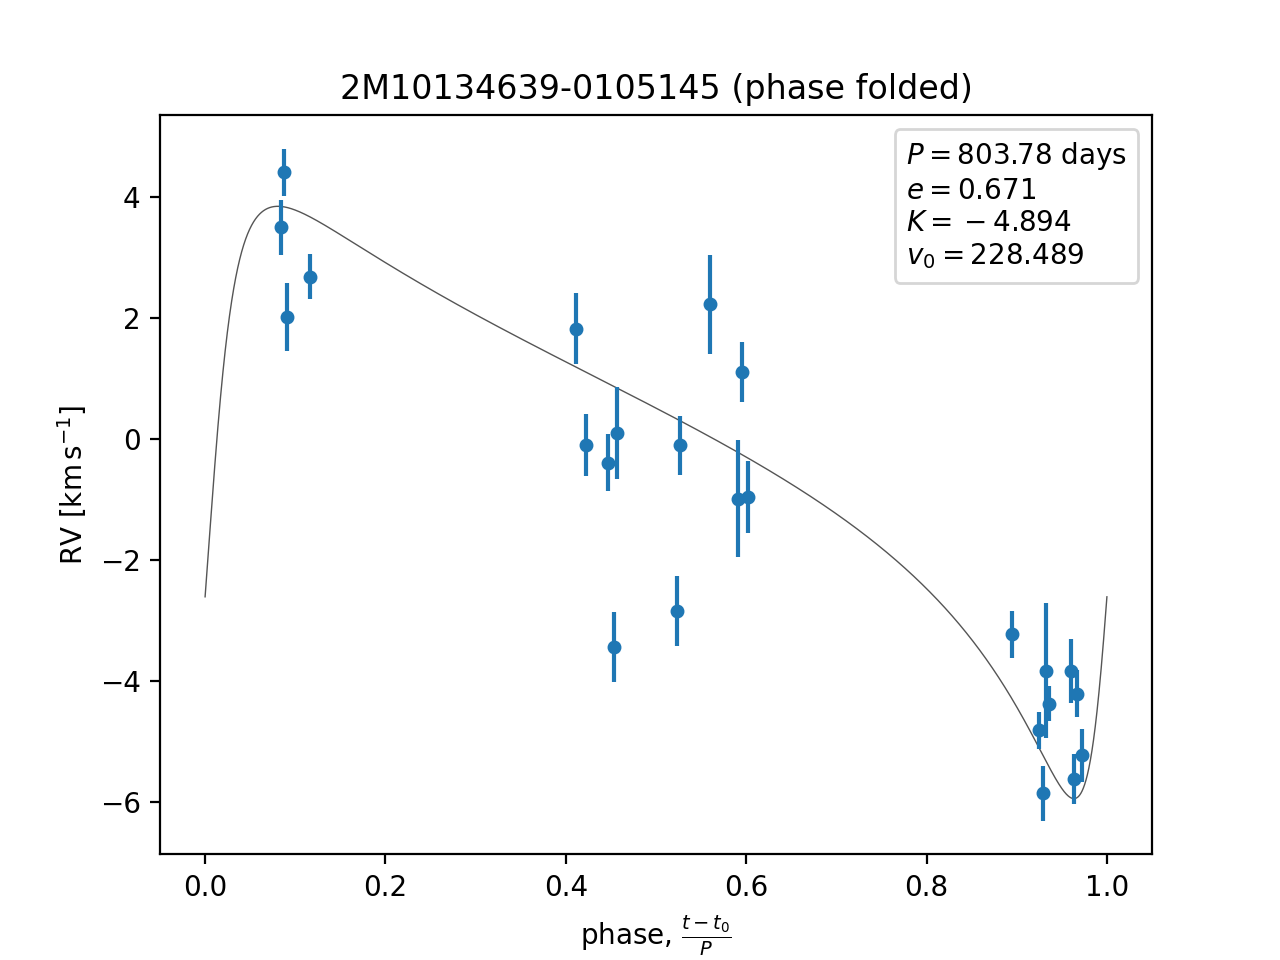 2M10134639-0105145 (phase folded)
P = 803.78 days
e = 0.671
K = −4.894
v₀ = 228.489
RV [km s⁻¹]
4
2
0
−2
−4
−6
0.0 0.2 0.4 0.6 0.8 1.0
phase, (t − t₀)/P